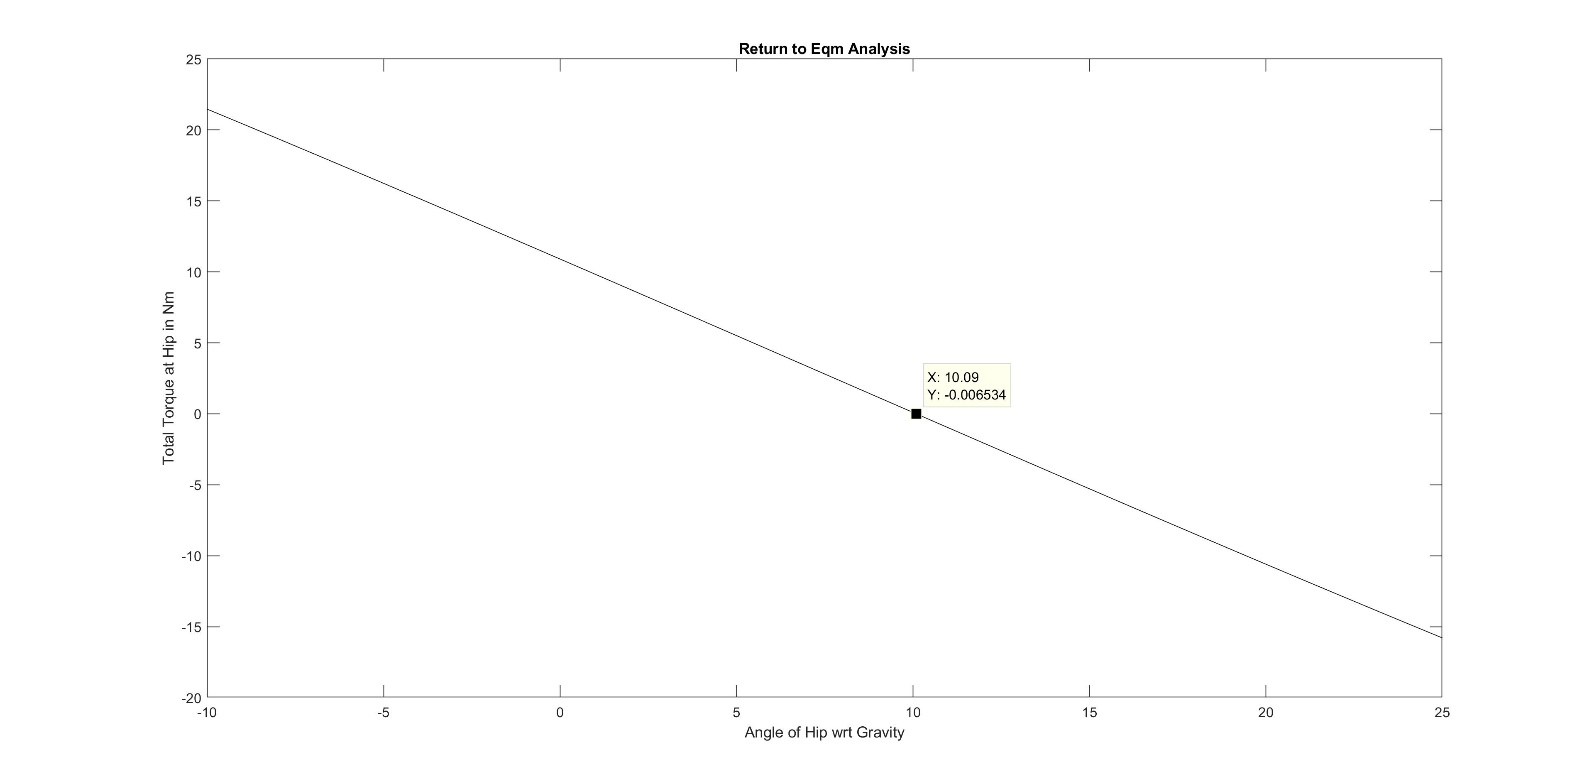 Return to Eqm Analysis
25
20
15
10
5
0
-5
-10
-15
-20
Total Torque at Hip in Nm
X: 10.09
Y: -0.006534
-10 -5 0 5 10 15 20 25
Angle of Hip wrt Gravity